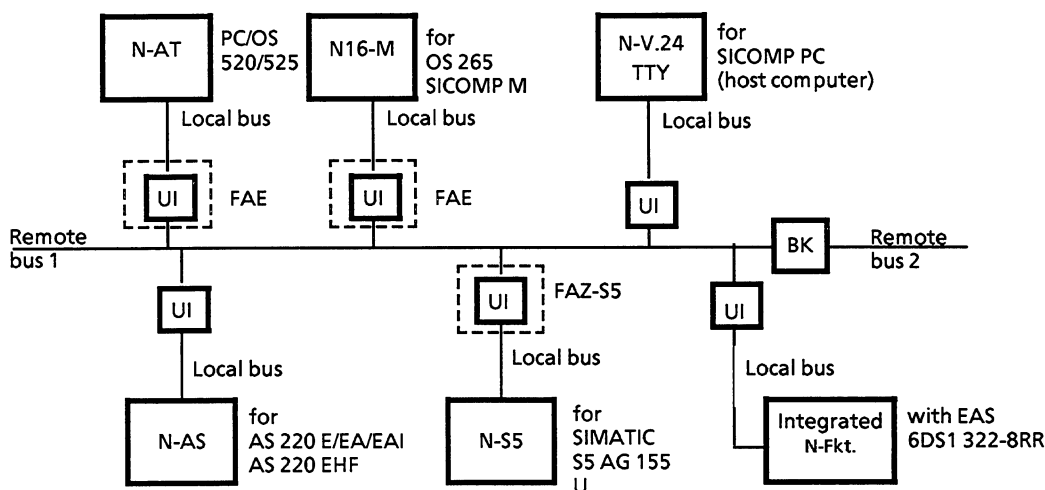 N-AT
PC/OS
520/525
N16-M
for
OS 265
SICOMP M
N-V.24
TTY
for
SICOMP PC
(host computer)
Local bus
Local bus
Local bus
UI
FAE
UI
FAE
UI
Remote
bus 1
BK
Remote
bus 2
UI
UI
FAZ-S5
UI
Local bus
Local bus
Local bus
N-AS
for
AS 220 E/EA/EAI
AS 220 EHF
N-S5
for
SIMATIC
S5 AG 155
U
Integrated
N-Fkt.
with EAS
6DS1 322-8RR